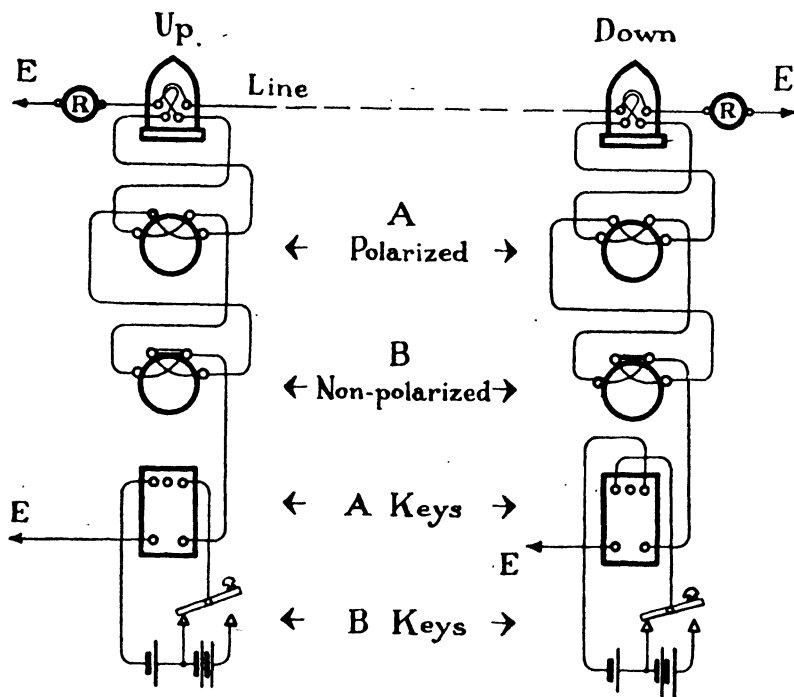 Up.
Down
E
R
Line
R
E
A
Polarized
B
Non-polarized
E
A Keys
E
B Keys